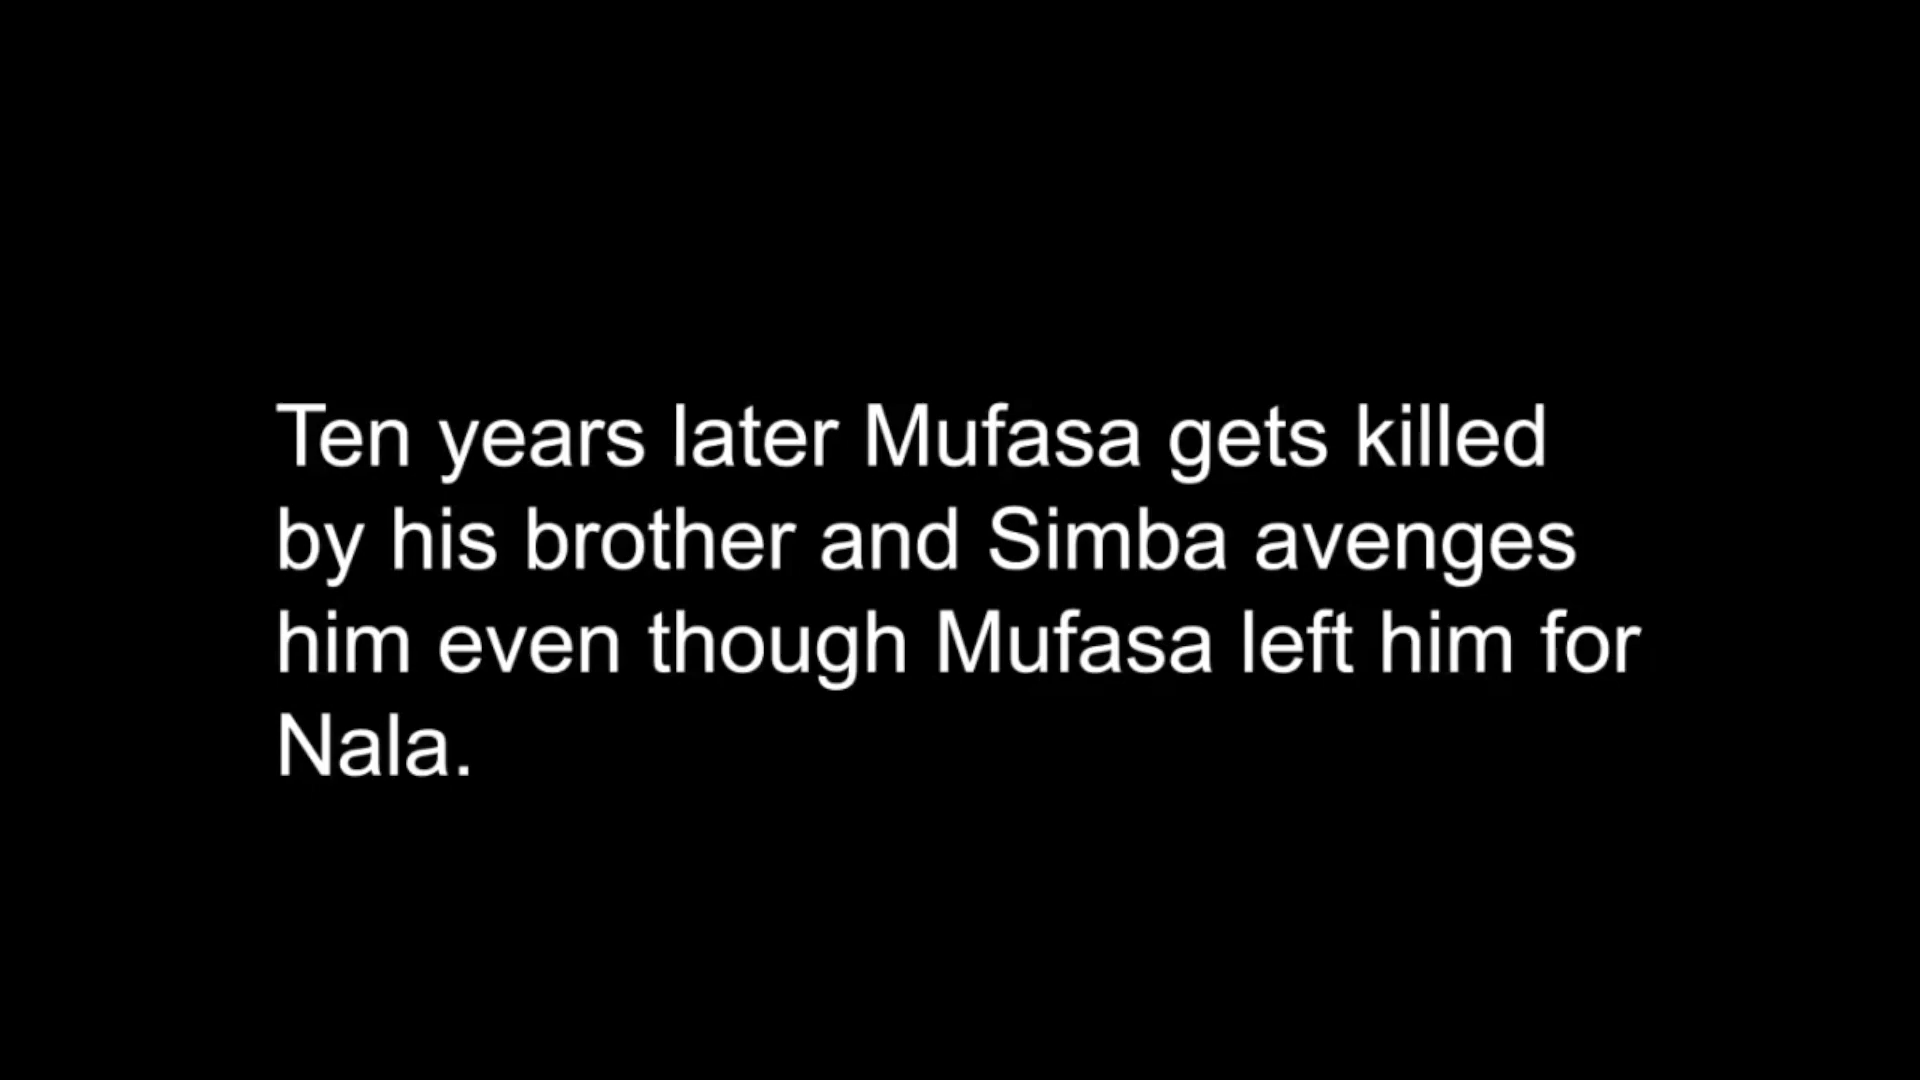 Ten years later Mufasa gets killed
by his brother and Simba avenges
him even though Mufasa left him for
Nala.